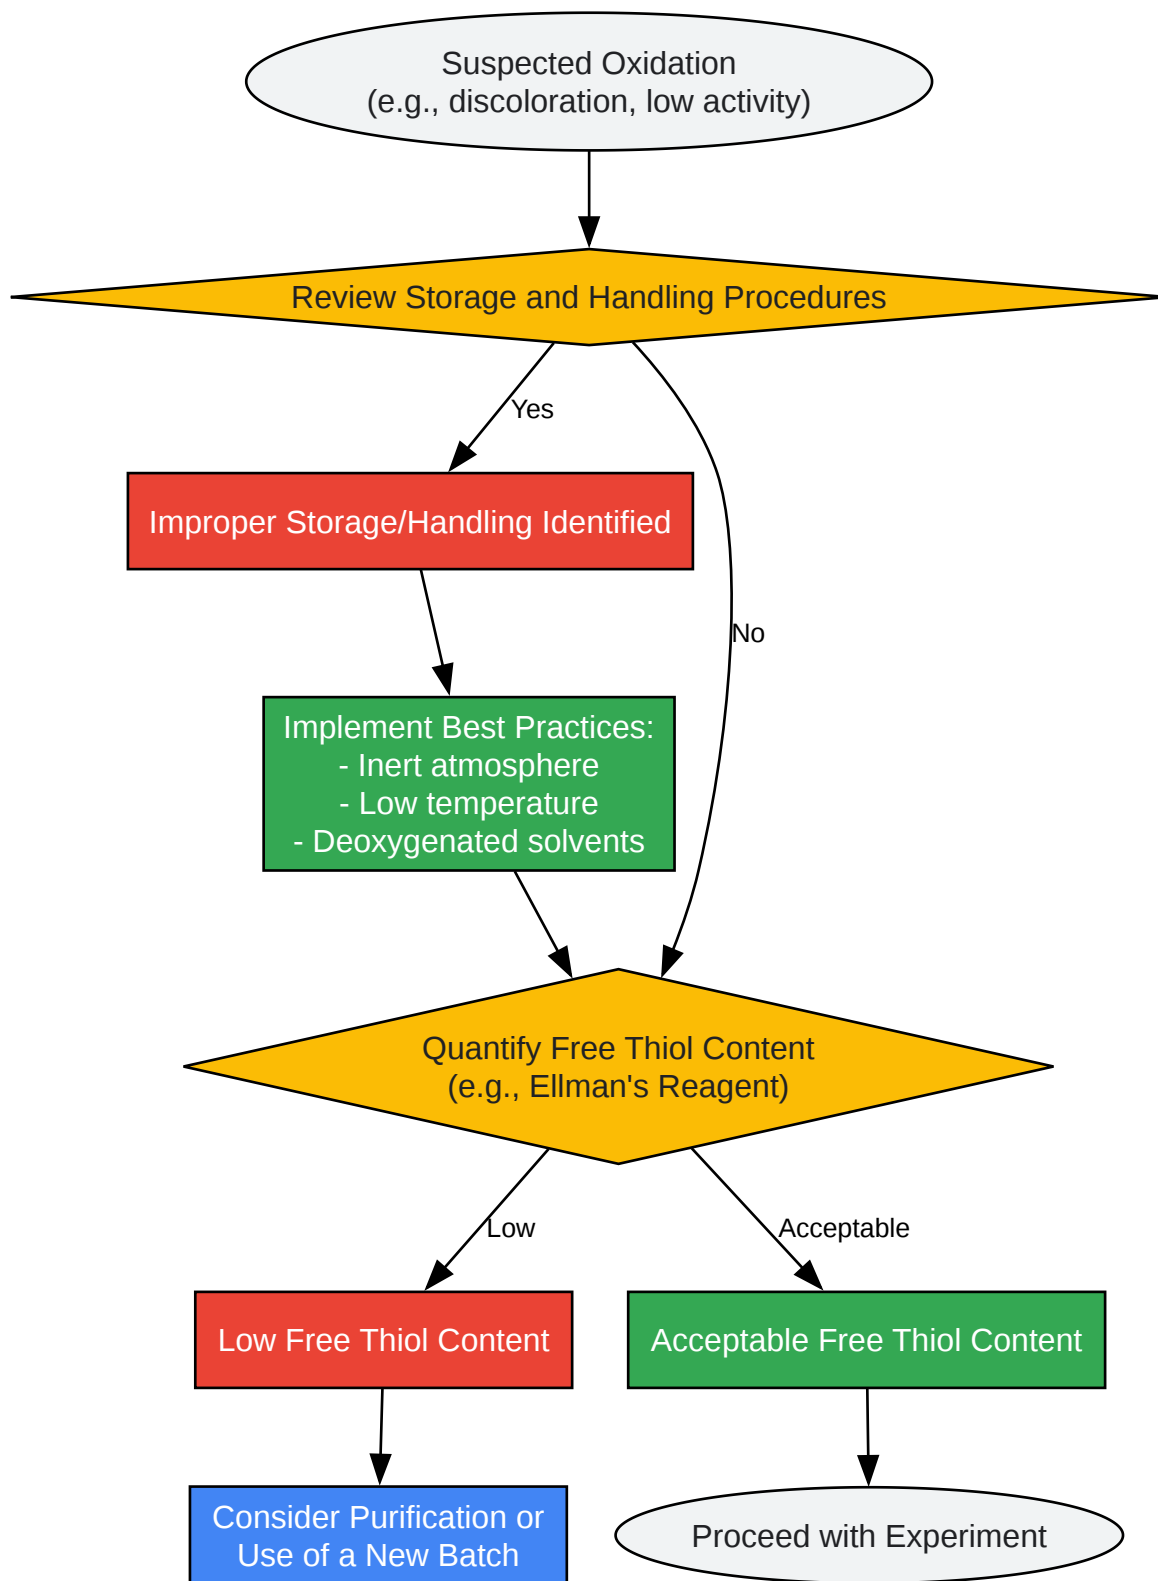 Suspected Oxidation
(e.g., discoloration, low activity)
Review Storage and Handling Procedures
Yes
Improper Storage/Handling Identified
No
Implement Best Practices:
- Inert atmosphere
- Low temperature
- Deoxygenated solvents
Quantify Free Thiol Content
(e.g., Ellman's Reagent)
Low
Acceptable
Low Free Thiol Content
Acceptable Free Thiol Content
Consider Purification or
Use of a New Batch
Proceed with Experiment